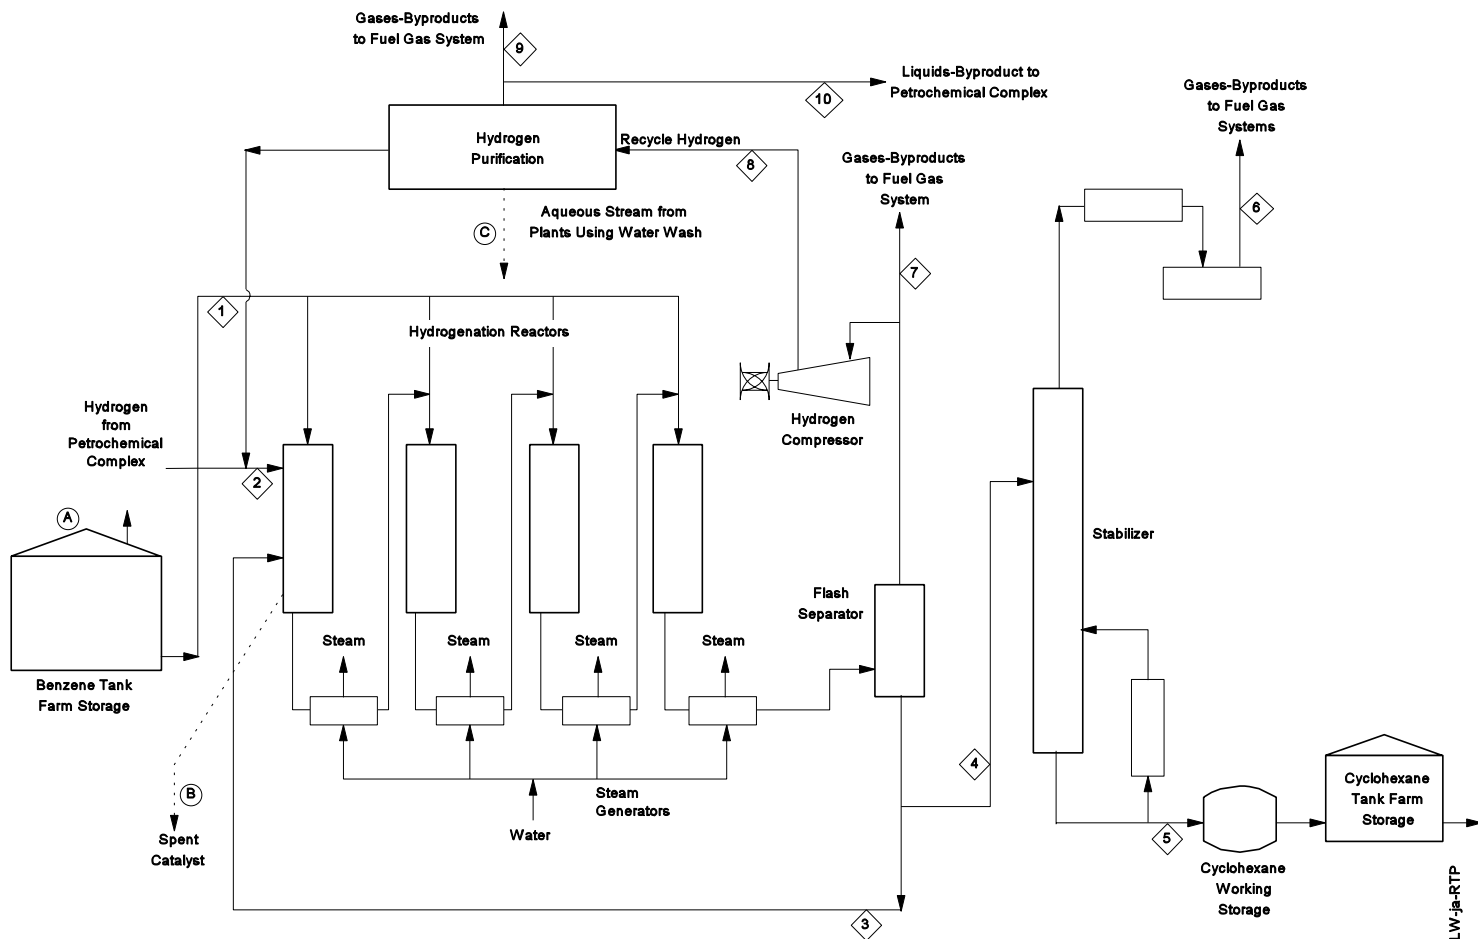 Gases-Byproducts
to Fuel Gas System
9
Liquids-Byproduct to
Petrochemical Complex
10
Gases-Byproducts
to Fuel Gas
Systems
Hydrogen
Purification
Recycle Hydrogen
8
Gases-Byproducts
to Fuel Gas
System
6
Aqueous Stream from
Plants Using Water Wash
C
7
1
Hydrogenation Reactors
Hydrogen
from
Petrochemical
Complex
2
Hydrogen
Compressor
A
Stabilizer
Flash
Separator
Steam
Steam
Steam
Steam
Benzene Tank
Farm Storage
4
B
Steam
Generators
Water
Spent
Catalyst
Cyclohexane
Tank Farm
Storage
5
Cyclohexane
Working
Storage
3
LW-ja-RTP